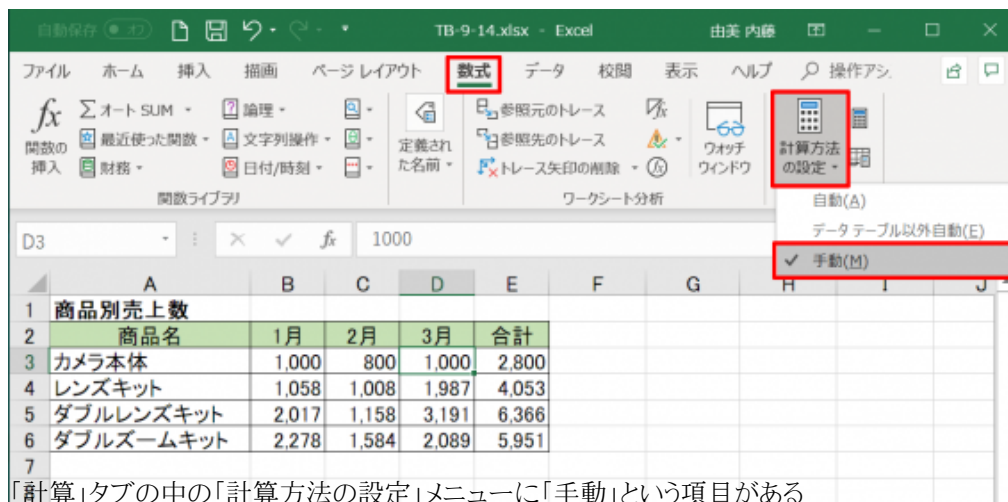 自動保存 オフ TB-9-14.xlsx - Excel 由美 内藤
ファイル ホーム 挿入 描画 ページ レイアウト 数式 データ 校閲 表示 ヘルプ 操作アシ
fx 関数の挿入
Σ オート SUM
最近使った関数
財務
論理
文字列操作
日付/時刻
関数ライブラリ
定義された名前
参照元のトレース
参照先のトレース
トレース矢印の削除
fx
ウォッチ ウィンドウ
ワークシート分析
計算方法の設定
自動(A)
データ テーブル以外自動(E)
✓ 手動(M)
D3 fx 1000
A B C D E F G H I J
1 商品別売上数
2 商品名 1月 2月 3月 合計
3 カメラ本体 1,000 800 1,000 2,800
4 レンズキット 1,058 1,008 1,987 4,053
5 ダブルレンズキット 2,017 1,158 3,191 6,366
6 ダブルズームキット 2,278 1,584 2,089 5,951
7
「計算」タブの中の「計算方法の設定」メニューに「手動」という項目がある